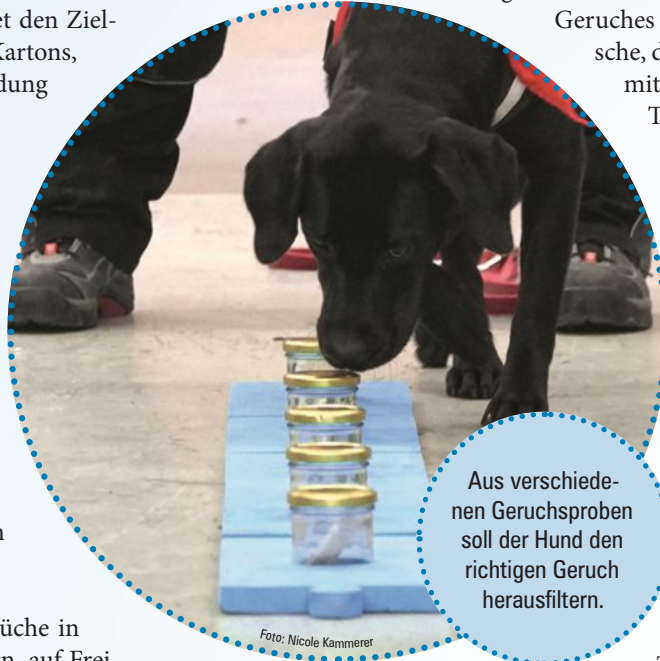 et den Ziel-
Kartons,
dung
Geruches
sche, d
mit
T
Aus verschiede-
nen Geruchsproben
soll der Hund den
richtigen Geruch
herausfiltern.
Foto: Nicole Kammerer
n
üche in
auf Frei